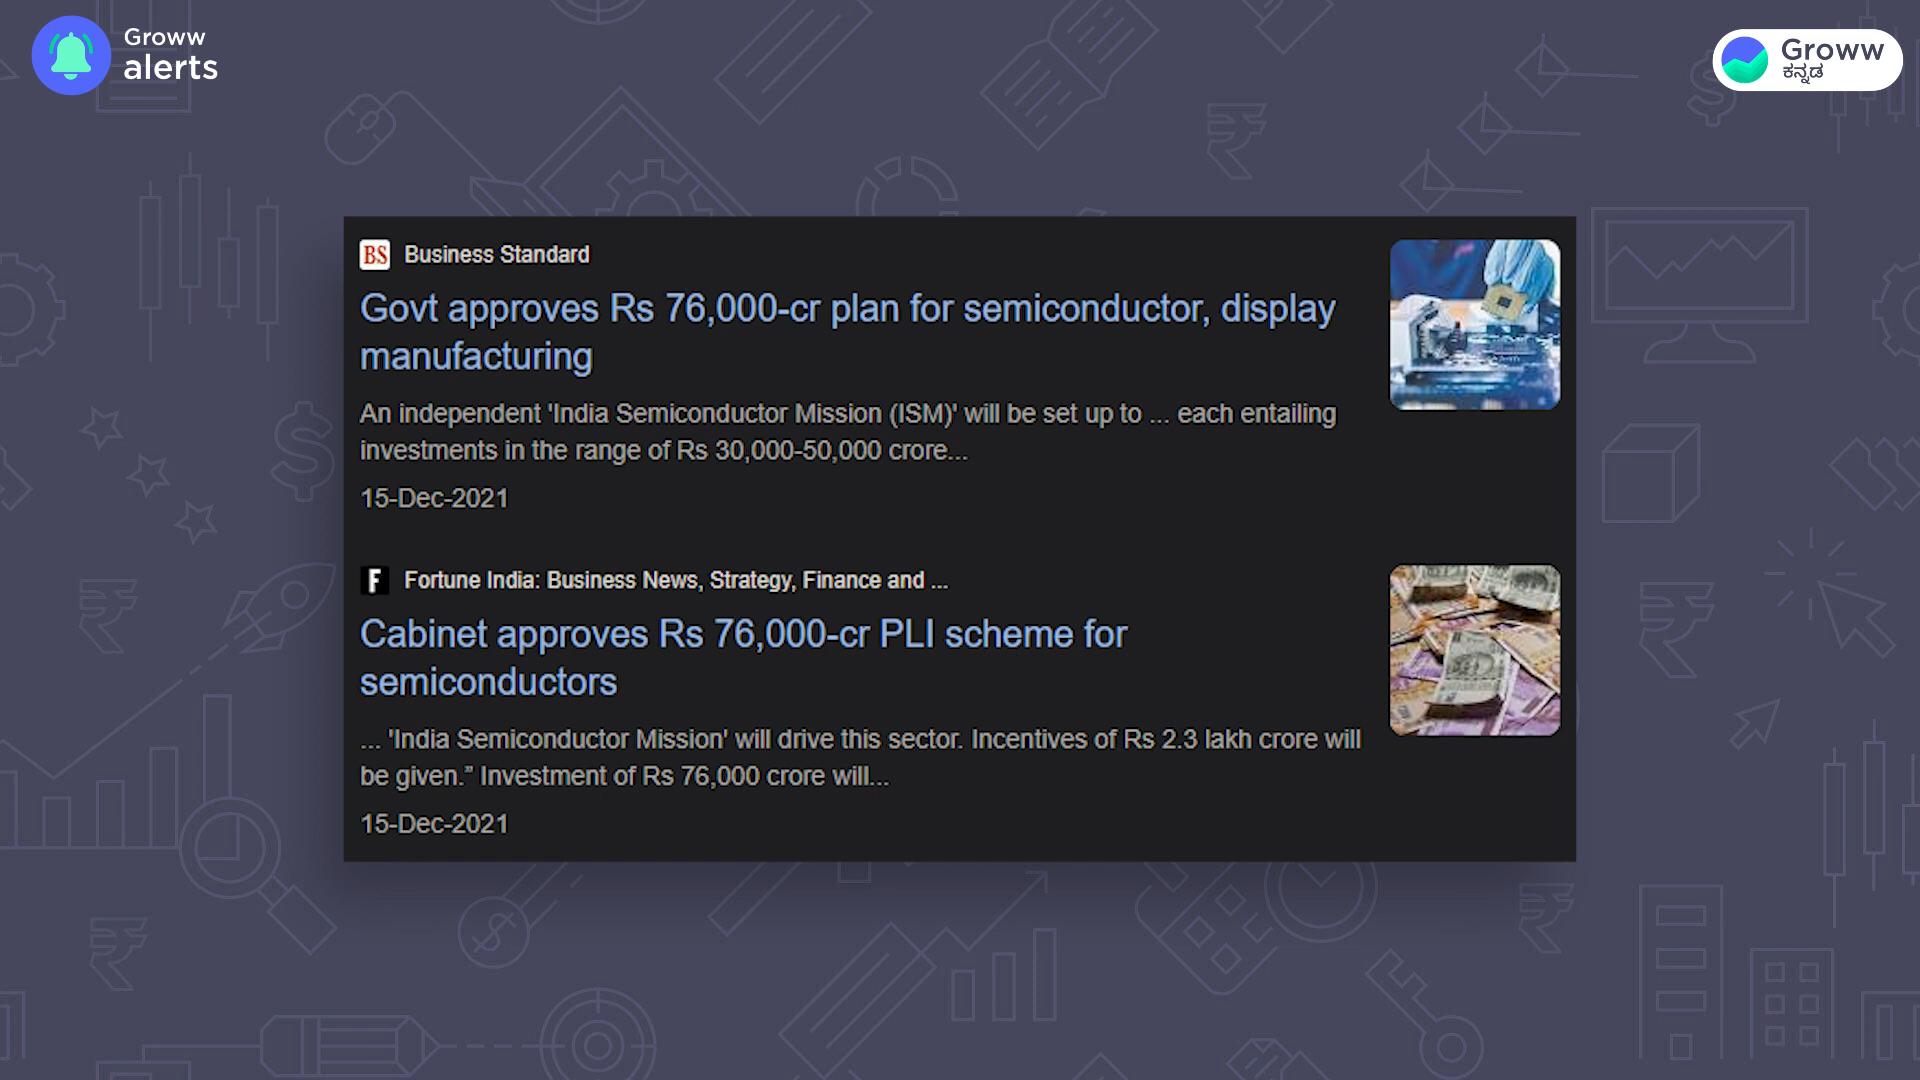 Groww
alerts
Groww
ಕನ್ನಡ
BS Business Standard
Govt approves Rs 76,000-cr plan for semiconductor, display
manufacturing
An independent 'India Semiconductor Mission (ISM)' will be set up to ... each entailing
investments in the range of Rs 30,000-50,000 crore...
15-Dec-2021
F Fortune India: Business News, Strategy, Finance and ...
Cabinet approves Rs 76,000-cr PLI scheme for
semiconductors
... 'India Semiconductor Mission' will drive this sector. Incentives of Rs 2.3 lakh crore will
be given.” Investment of Rs 76,000 crore will...
15-Dec-2021